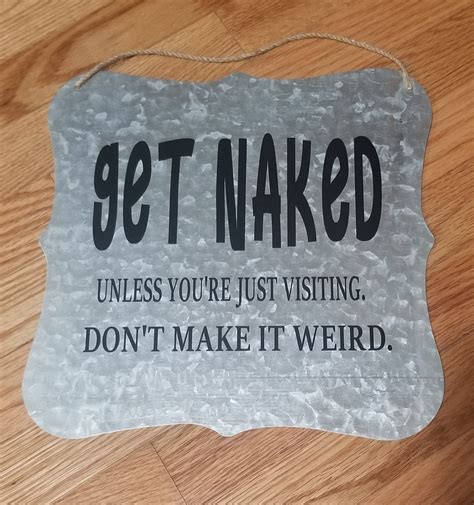 get Naked
UNLESS YOU'RE JUST VISITING.
DON'T MAKE IT WEIRD.